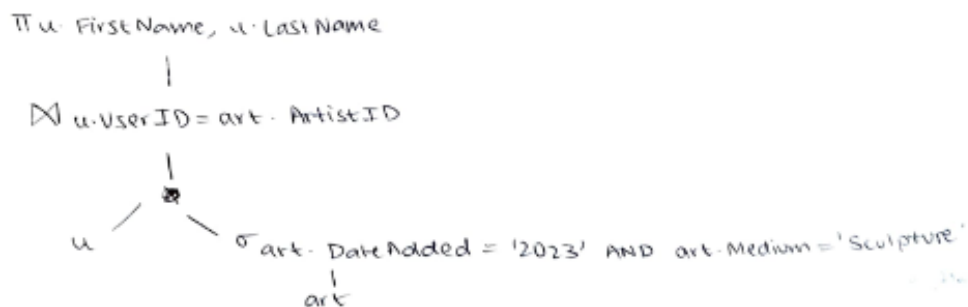 π u. FirstName, u. LastName
⋈ u.UserID = art. ArtistID
u
σ art. DateAdded = '2023' AND art.Medium = 'Sculpture'
art